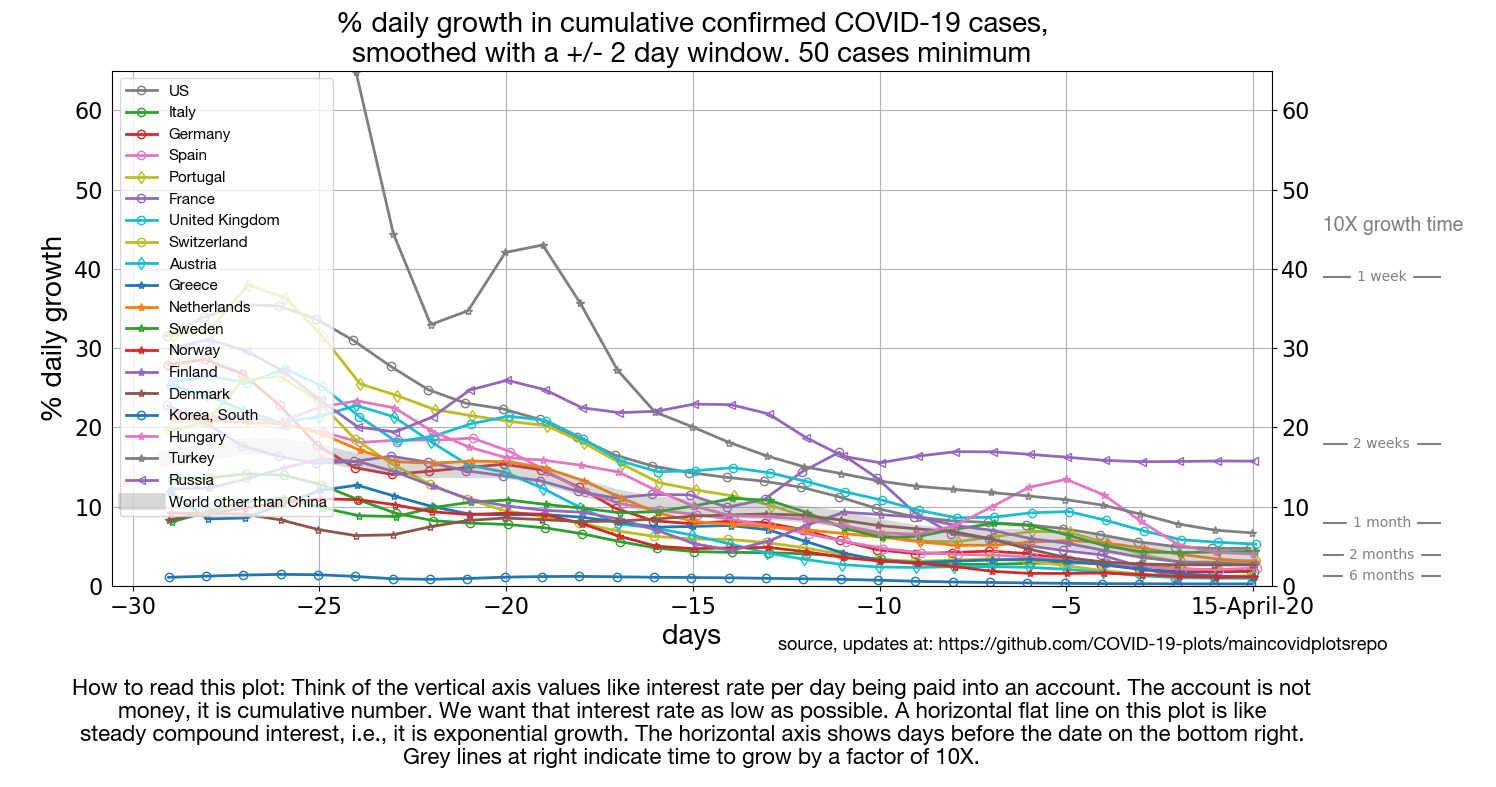 % daily growth in cumulative confirmed COVID-19 cases,
smoothed with a +/- 2 day window. 50 cases minimum
% daily growth
60
50
40
30
20
10
0
US
Italy
Germany
Spain
Portugal
France
United Kingdom
Switzerland
Austria
Greece
Netherlands
Sweden
Norway
Finland
Denmark
Korea, South
Hungary
Turkey
Russia
World other than China
60
50
40
30
20
10
0
10X growth time
1 week
2 weeks
1 month
2 months
6 months
−30
−25
−20
−15
−10
−5
15-April-20
days
source, updates at: https://github.com/COVID-19-plots/maincovidplotsrepo
How to read this plot: Think of the vertical axis values like interest rate per day being paid into an account. The account is not
money, it is cumulative number. We want that interest rate as low as possible. A horizontal flat line on this plot is like
steady compound interest, i.e., it is exponential growth. The horizontal axis shows days before the date on the bottom right.
Grey lines at right indicate time to grow by a factor of 10X.